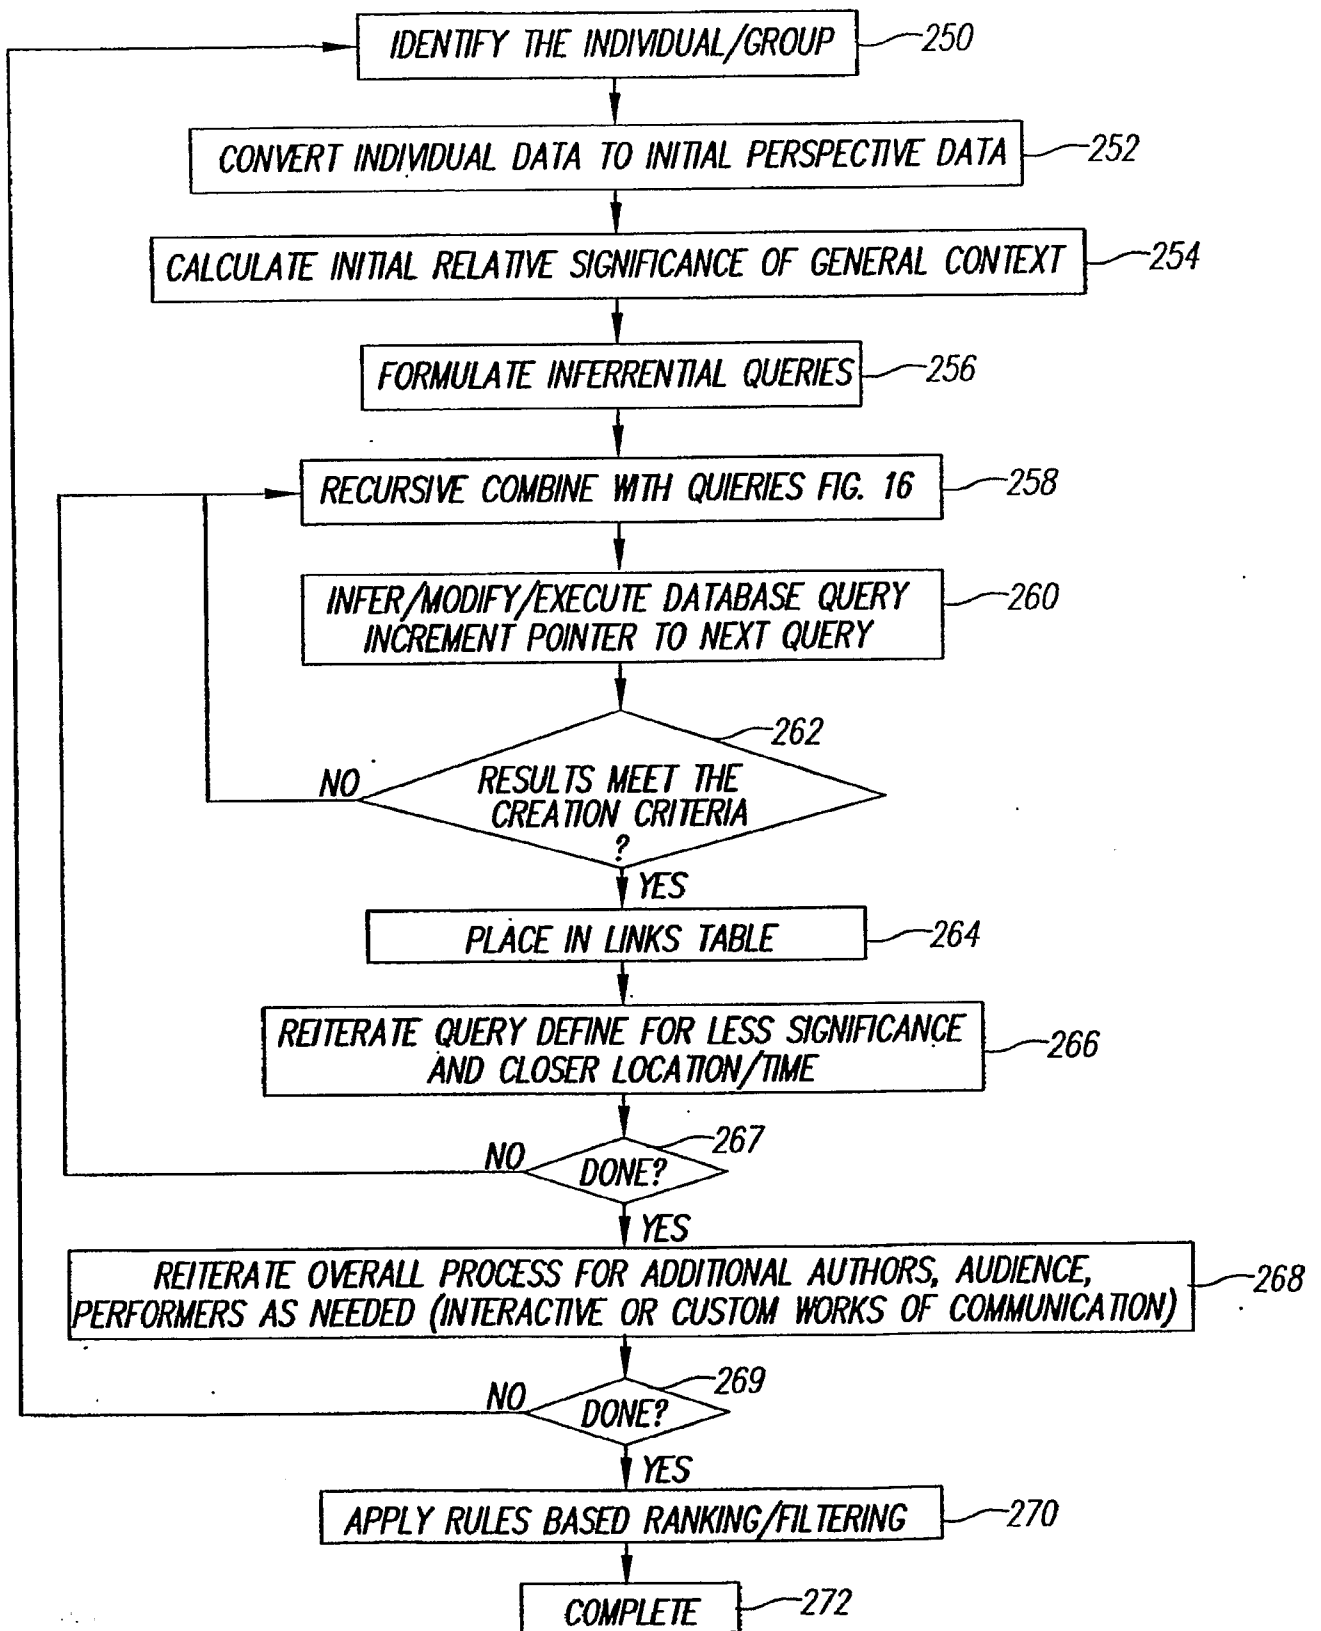 IDENTIFY THE INDIVIDUAL/GROUP 250
CONVERT INDIVIDUAL DATA TO INITIAL PERSPECTIVE DATA 252
CALCULATE INITIAL RELATIVE SIGNIFICANCE OF GENERAL CONTEXT 254
FORMULATE INFERRENTIAL QUERIES 256
RECURSIVE COMBINE WITH QUIERIES FIG. 16 258
INFER/MODIFY/EXECUTE DATABASE QUERY 260
INCREMENT POINTER TO NEXT QUERY
262
NO
RESULTS MEET THE
CREATION CRITERIA
?
YES
PLACE IN LINKS TABLE 264
REITERATE QUERY DEFINE FOR LESS SIGNIFICANCE
AND CLOSER LOCATION/TIME 266
267
NO
DONE?
YES
REITERATE OVERALL PROCESS FOR ADDITIONAL AUTHORS, AUDIENCE, 268
PERFORMERS AS NEEDED (INTERACTIVE OR CUSTOM WORKS OF COMMUNICATION)
269
NO
DONE?
YES
APPLY RULES BASED RANKING/FILTERING 270
COMPLETE 272